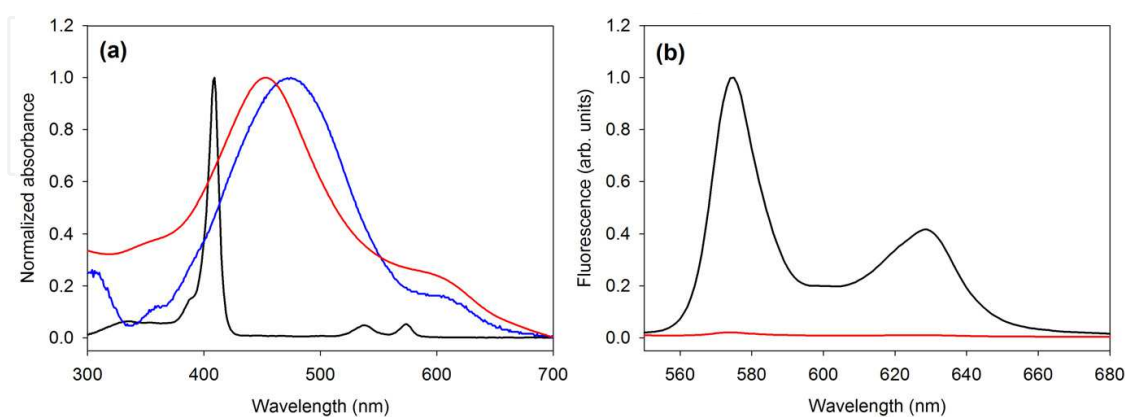 (a)
Normalized absorbance
1.2
1.0
0.8
0.6
0.4
0.2
0.0
300 400 500 600 700
Wavelength (nm)
(b)
Fluorescence (arb. units)
1.2
1.0
0.8
0.6
0.4
0.2
0.0
560 580 600 620 640 660 680
Wavelength (nm)